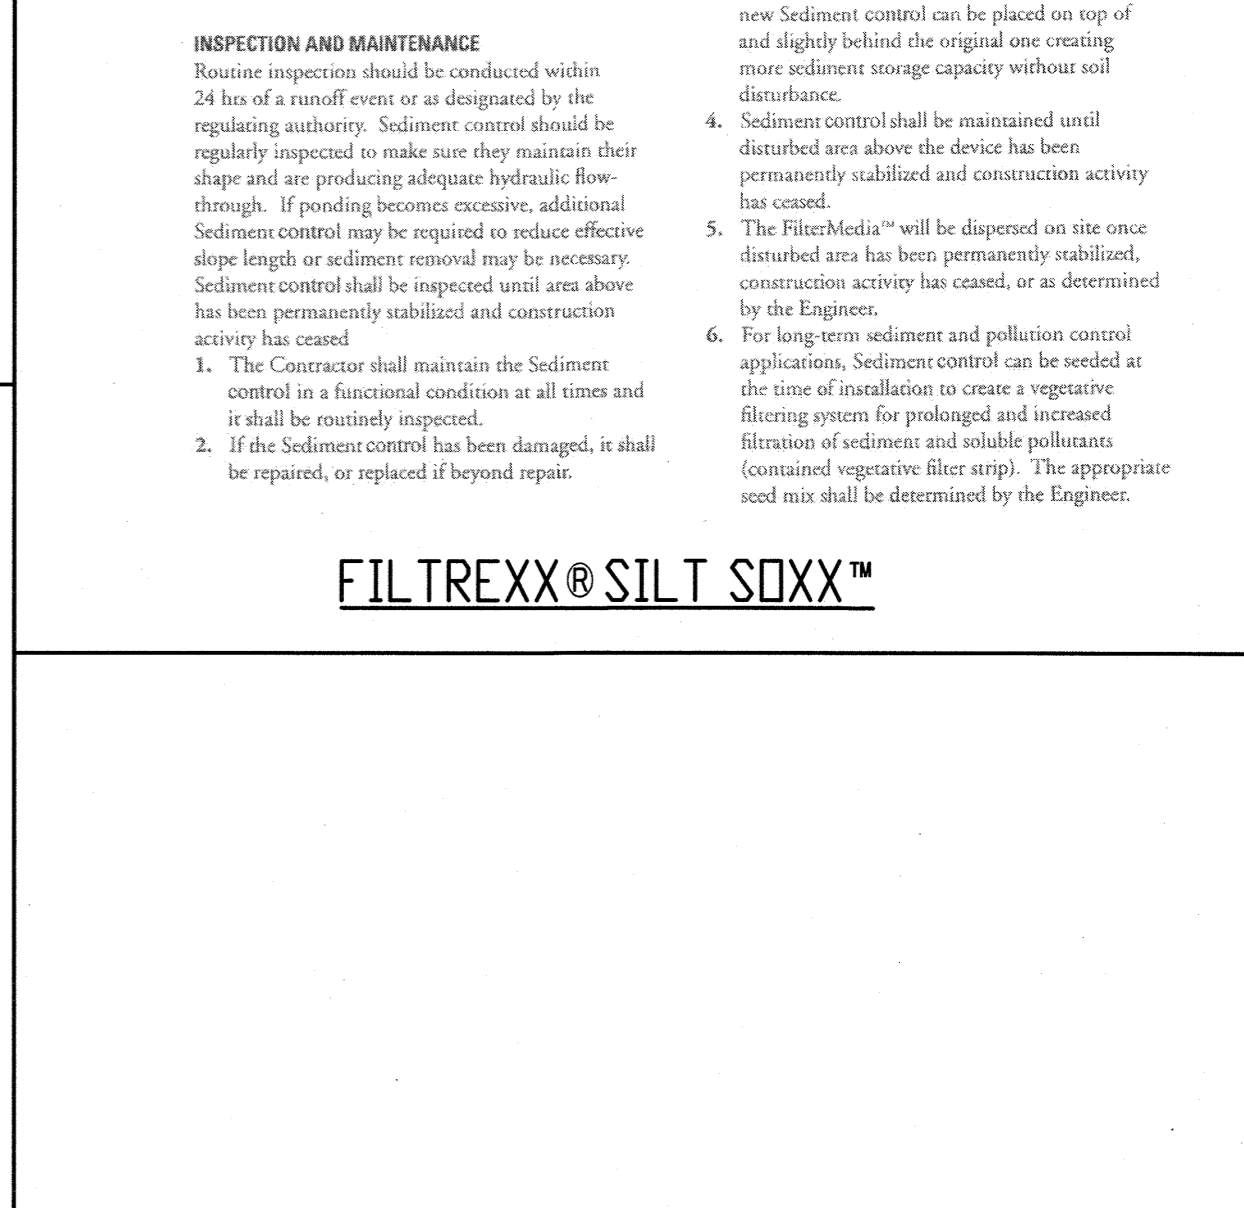 INSPECTION AND MAINTENANCE
Routine inspection should be conducted within
24 hrs of a runoff event or as designated by the
regulating authority. Sediment control should be
regularly inspected to make sure they maintain their
shape and are producing adequate hydraulic flow-
through. If ponding becomes excessive, additional
Sediment control may be required to reduce effective
slope length or sediment removal may be necessary.
Sediment control shall be inspected until area above
has been permanently stabilized and construction
activity has ceased
1. The Contractor shall maintain the Sediment
control in a functional condition at all times and
it shall be routinely inspected.
2. If the Sediment control has been damaged, it shall
be repaired, or replaced if beyond repair.
new Sediment control can be placed on top of
and slightly behind the original one creating
more sediment storage capacity without soil
disturbance.
4. Sediment control shall be maintained until
disturbed area above the device has been
permanently stabilized and construction activity
has ceased.
5. The FilterMedia™ will be dispersed on site once
disturbed area has been permanently stabilized,
construction activity has ceased, or as determined
by the Engineer.
6. For long-term sediment and pollution control
applications, Sediment control can be seeded at
the time of installation to create a vegetative
filtering system for prolonged and increased
filtration of sediment and soluble pollutants
(contained vegetative filter strip). The appropriate
seed mix shall be determined by the Engineer.
FILTREXX® SILT SOXX™